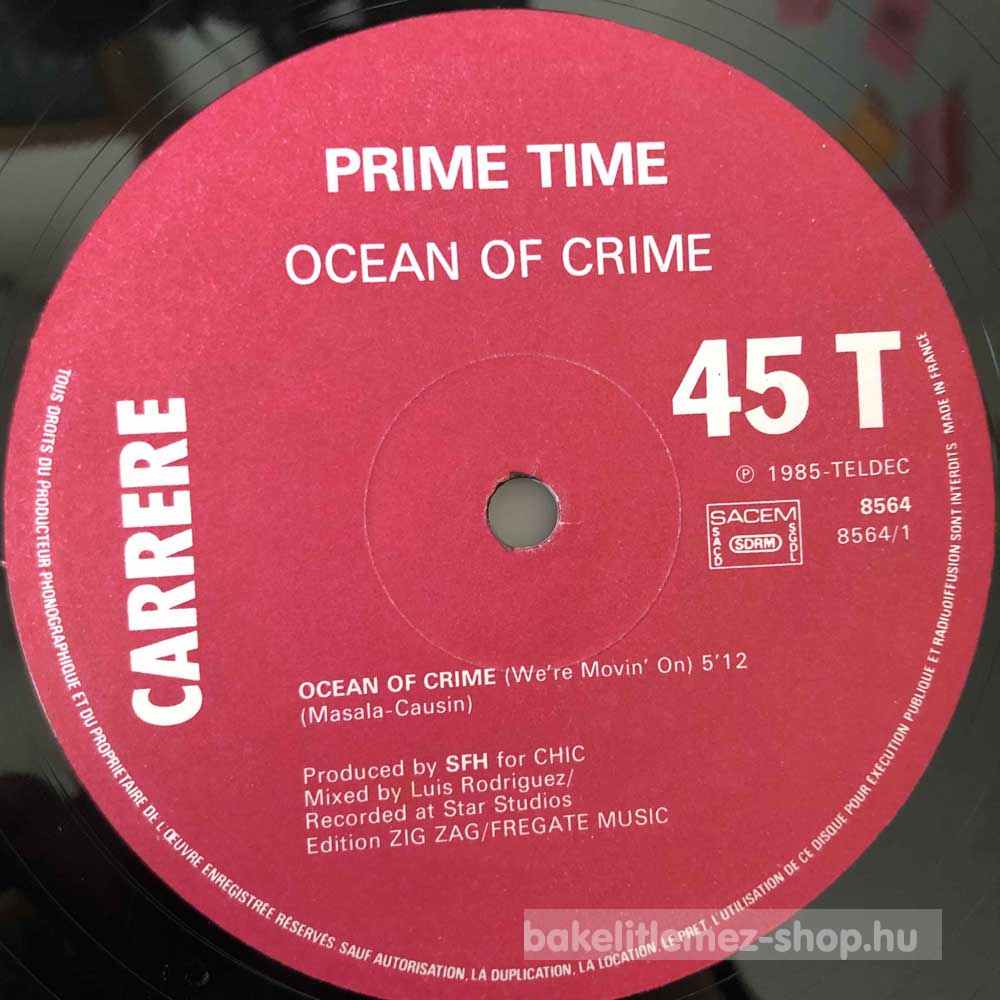 PRIME TIME
OCEAN OF CRIME
CARRERE
45 T
℗ 1985-TELDEC
SACEM
SACD
SDRM
SGDL
8564
8564/1
OCEAN OF CRIME (We're Movin' On) 5'12
(Masala-Causin)
Produced by SFH for CHIC
Mixed by Luis Rodriguez/
Recorded at Star Studios
Edition ZIG ZAG/FREGATE MUSIC
TOUS DROITS DU PRODUCTEUR PHONOGRAPHIQUE ET DU PROPRIETAIRE DE L'ŒUVRE ENREGISTRÉE RÉSERVÉS SAUF AUTORISATION, LA DUPLICATION, LA LOCATION, LE PRET, L'UTILISATION DE CE DISQUE POUR EXECUTION PUBLIQUE ET RADIODIFFUSION SONT INTERDITS MADE IN FRANCE
bakelitlemez-shop.hu